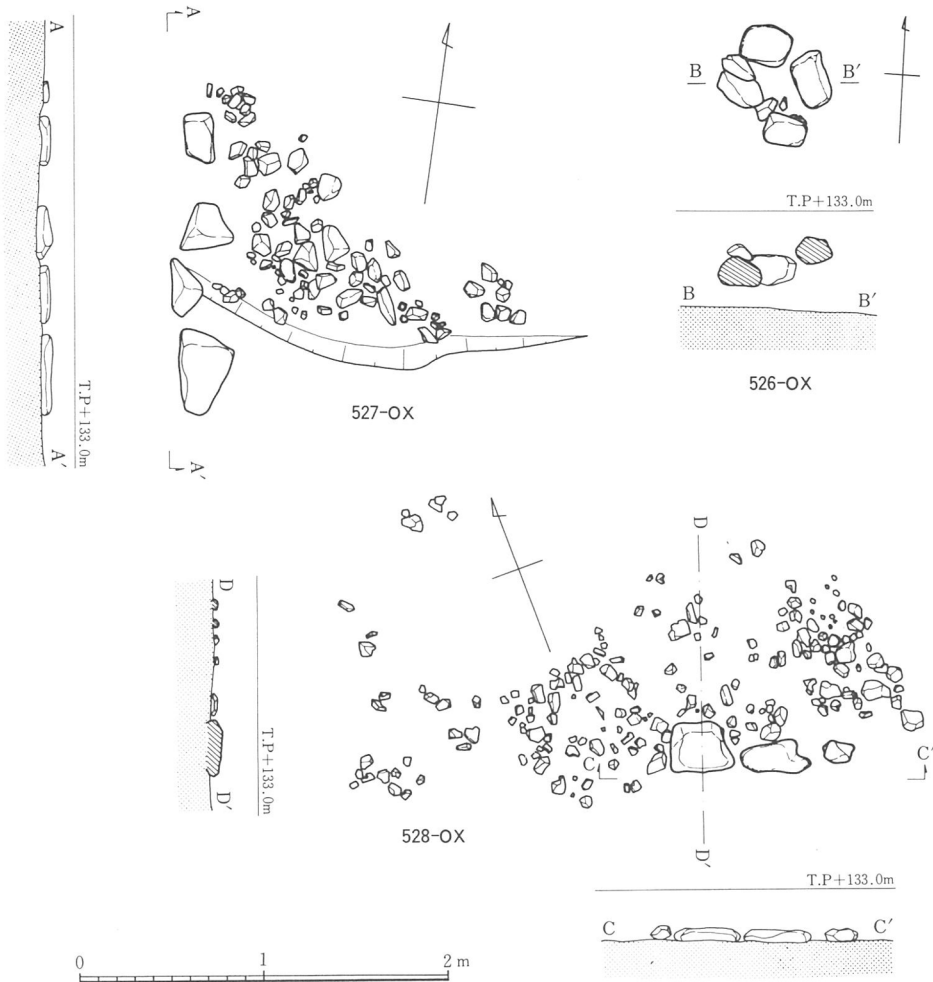 A
A
B
B′
T.P+133.0m
B
B′
526-OX
T.P+133.0m
A′
527-OX
A′
D
D
T.P+133.0m
D′
C
C′
528-OX
D′
T.P+133.0m
C
C′
0
1
2 m